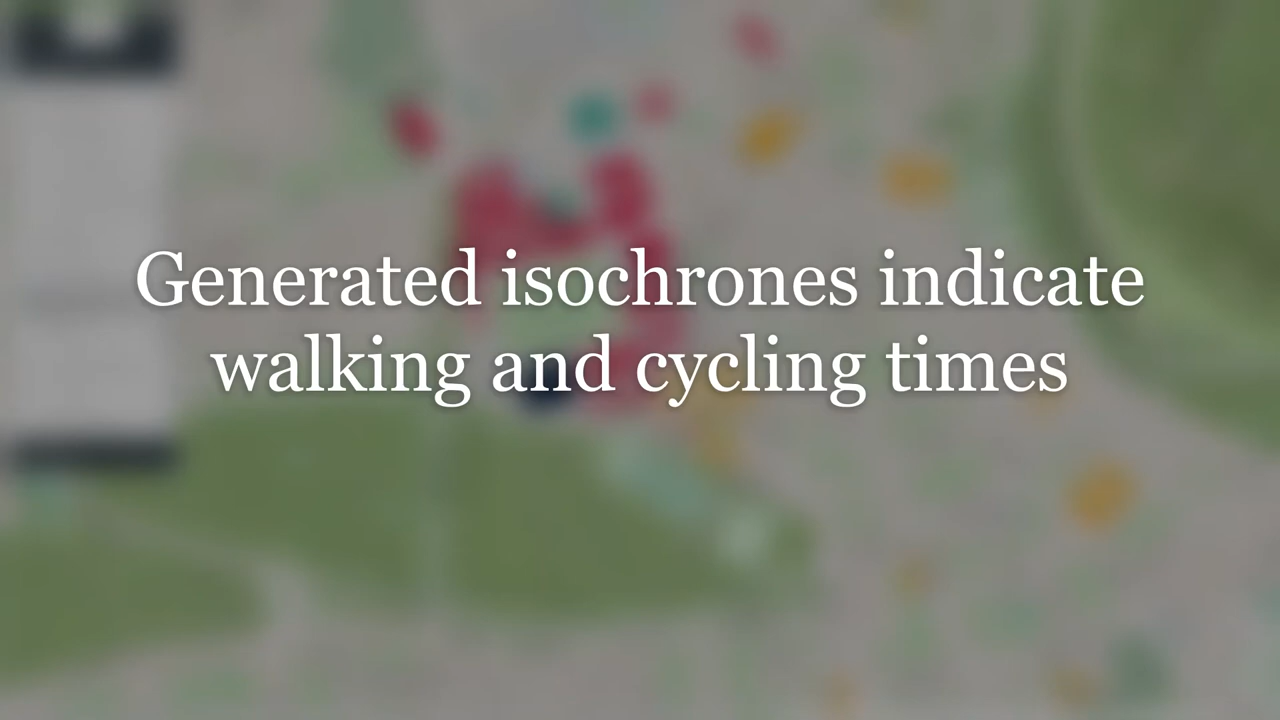 Generated isochrones indicate
walking and cycling times